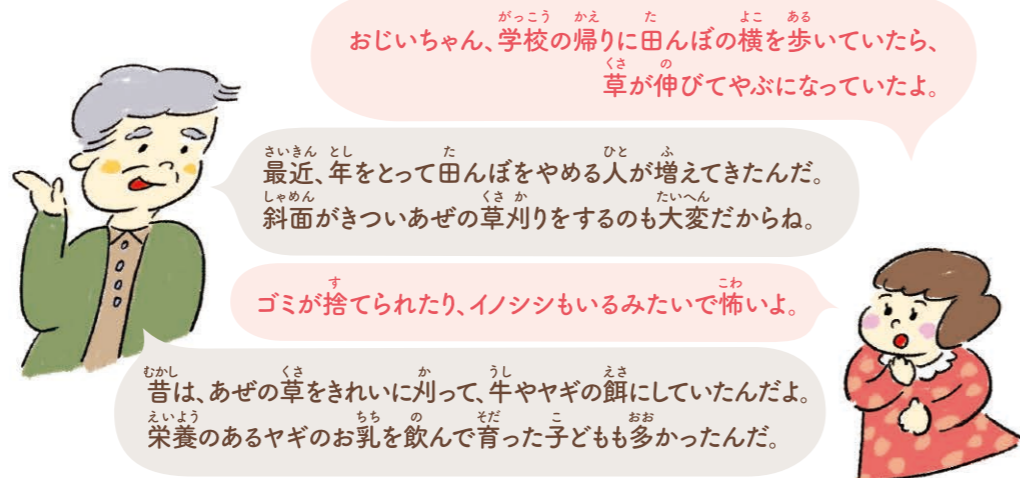 おじいちゃん、学校の帰りに田んぼの横を歩いていたら、
草が伸びてやぶになっていたよ。
最近、年をとって田んぼをやめる人が増えてきたんだ。
斜面がきついあぜの草刈りをするのも大変だからね。
ゴミが捨てられたり、イノシシもいるみたいで怖いよ。
昔は、あぜの草をきれいに刈って、牛やヤギの餌にしていたんだよ。
栄養のあるヤギのお乳を飲んで育った子どもも多かったんだ。